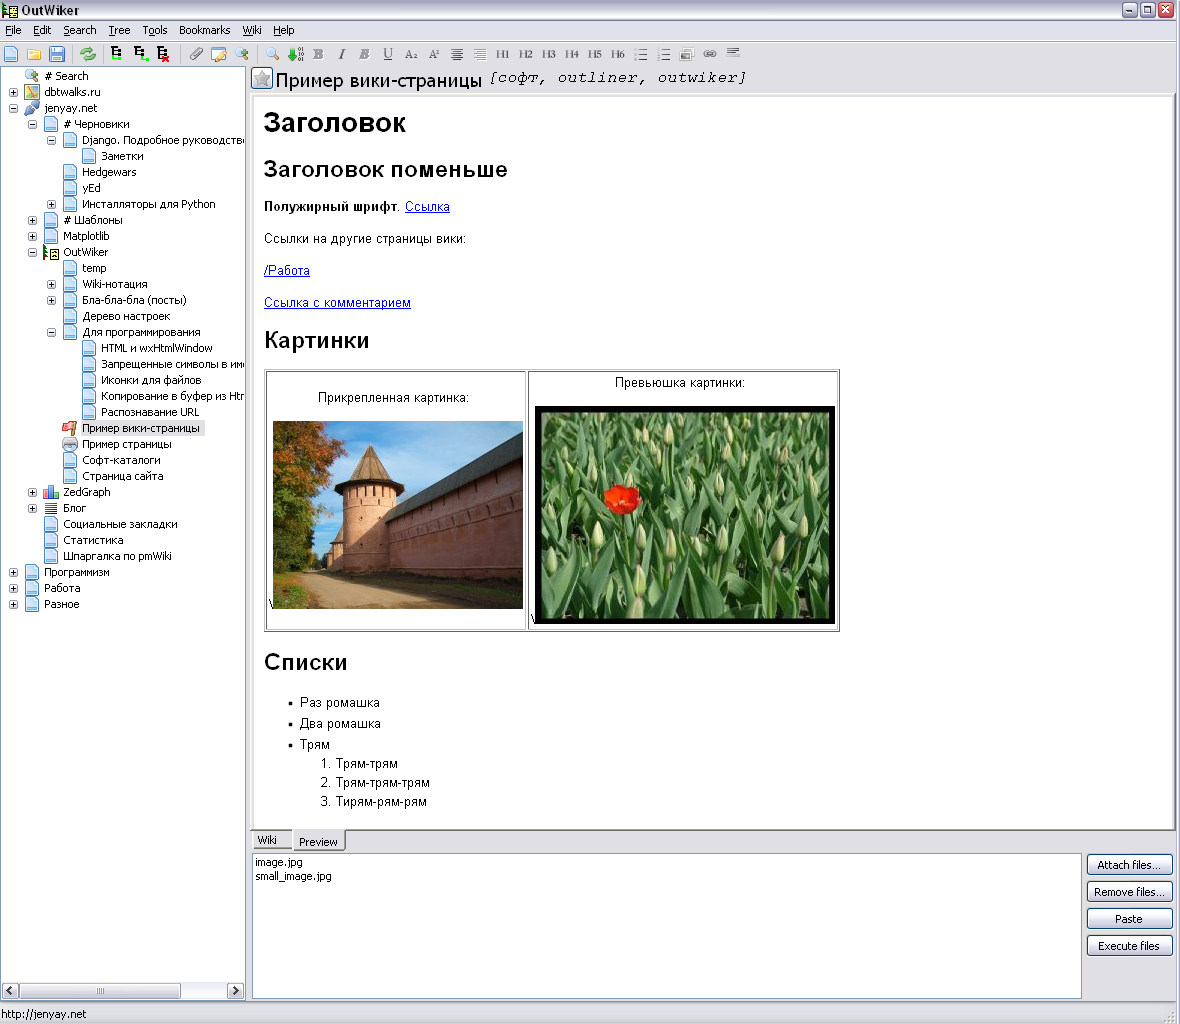 OutWiker
File Edit Search Tree Tools Bookmarks Wiki Help
B I B U A₂ A² H1 H2 H3 H4 H5 H6
# Search
dbtwalks.ru
jenyay.net
# Черновики
Django. Подробное руководство
Заметки
Hedgewars
yEd
Инсталляторы для Python
# Шаблоны
Matplotlib
OutWiker
temp
Wiki-нотация
Бла-бла-бла (посты)
Дерево настроек
Для программирования
HTML и wxHtmlWindow
Запрещенные символы в им
Иконки для файлов
Копирование в буфер из Htm
Распознавание URL
Пример вики-страницы
Пример страницы
Софт-каталоги
Страница сайта
ZedGraph
Блог
Социальные закладки
Статистика
Шпаргалка по pmWiki
Программизм
Работа
Разное
Пример вики-страницы [софт, outliner, outwiker]
Заголовок
Заголовок поменьше
Полужирный шрифт. Ссылка
Ссылки на другие страницы вики:
/Работа
Ссылка с комментарием
Картинки
Прикрепленная картинка:
\
Превьюшка картинки:
\
Списки
• Раз ромашка
• Два ромашка
• Трям
1. Трям-трям
2. Трям-трям-трям
3. Тирям-рям-рям
Wiki Preview
image.jpg
small_image.jpg
Attach files...
Remove files...
Paste
Execute files
http://jenyay.net